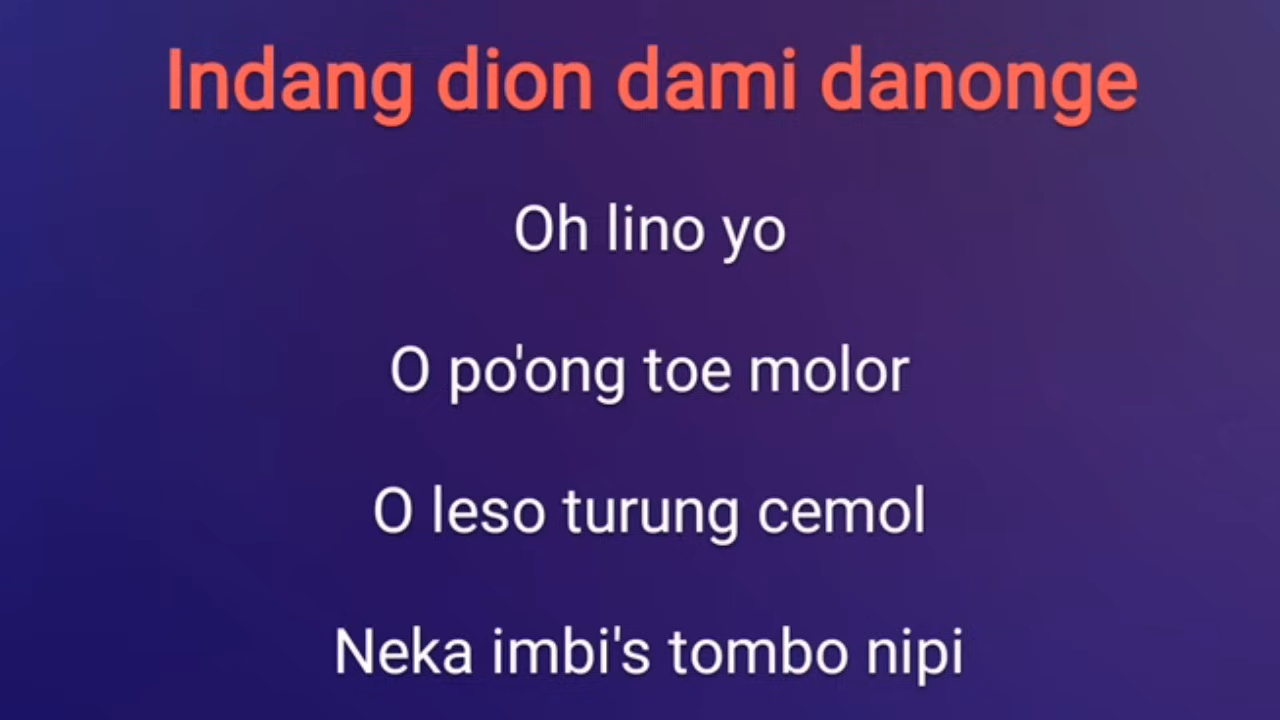 Indang dion dami danonge
Oh lino yo
O po'ong toe molor
O leso turung cemol
Neka imbi's tombo nipi